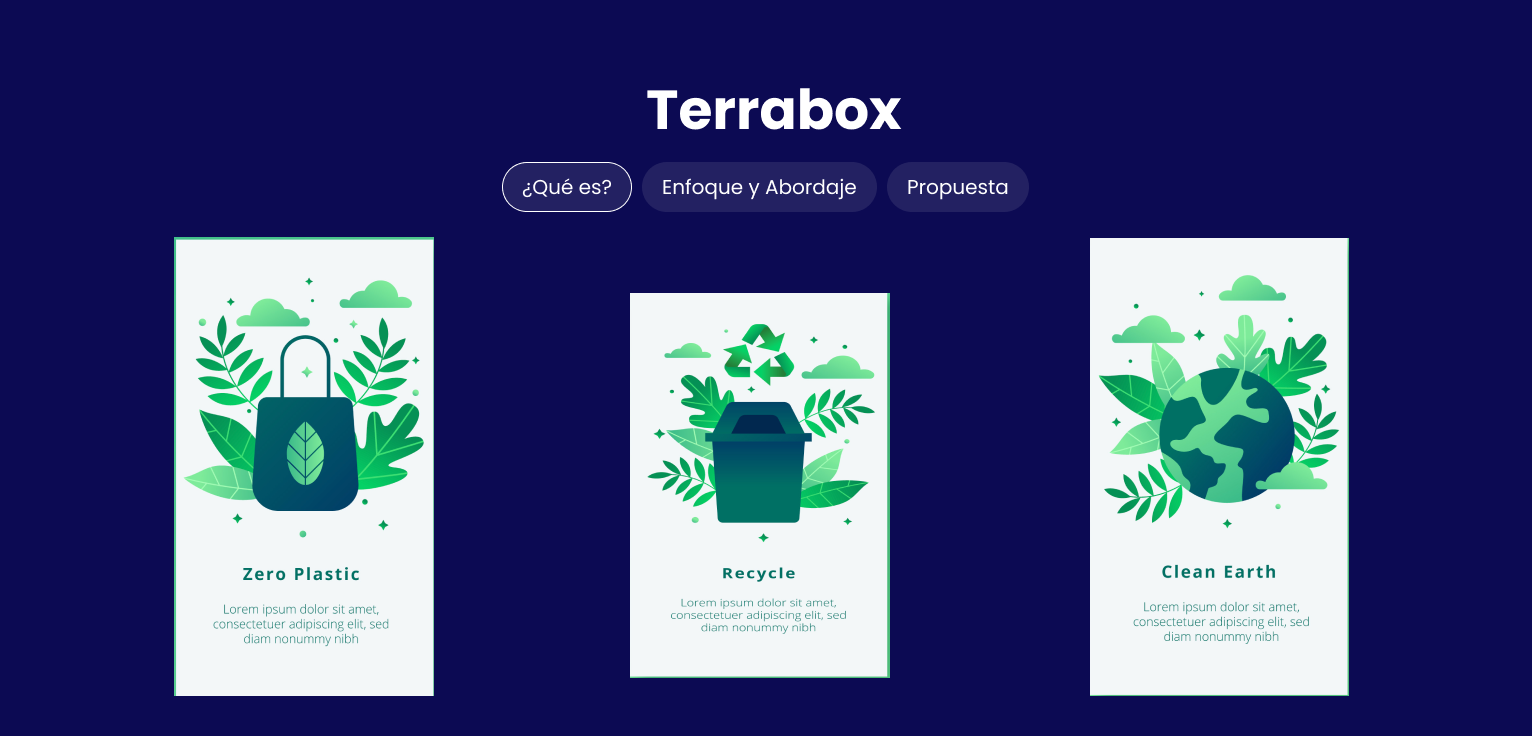 Terrabox
¿Qué es?
Enfoque y Abordaje
Propuesta
Zero Plastic
Lorem ipsum dolor sit amet,
consectetuer adipiscing elit, sed
diam nonummy nibh
Recycle
Lorem ipsum dolor sit amet,
consectetuer adipiscing elit, sed
diam nonummy nibh
Clean Earth
Lorem ipsum dolor sit amet,
consectetuer adipiscing elit, sed
diam nonummy nibh